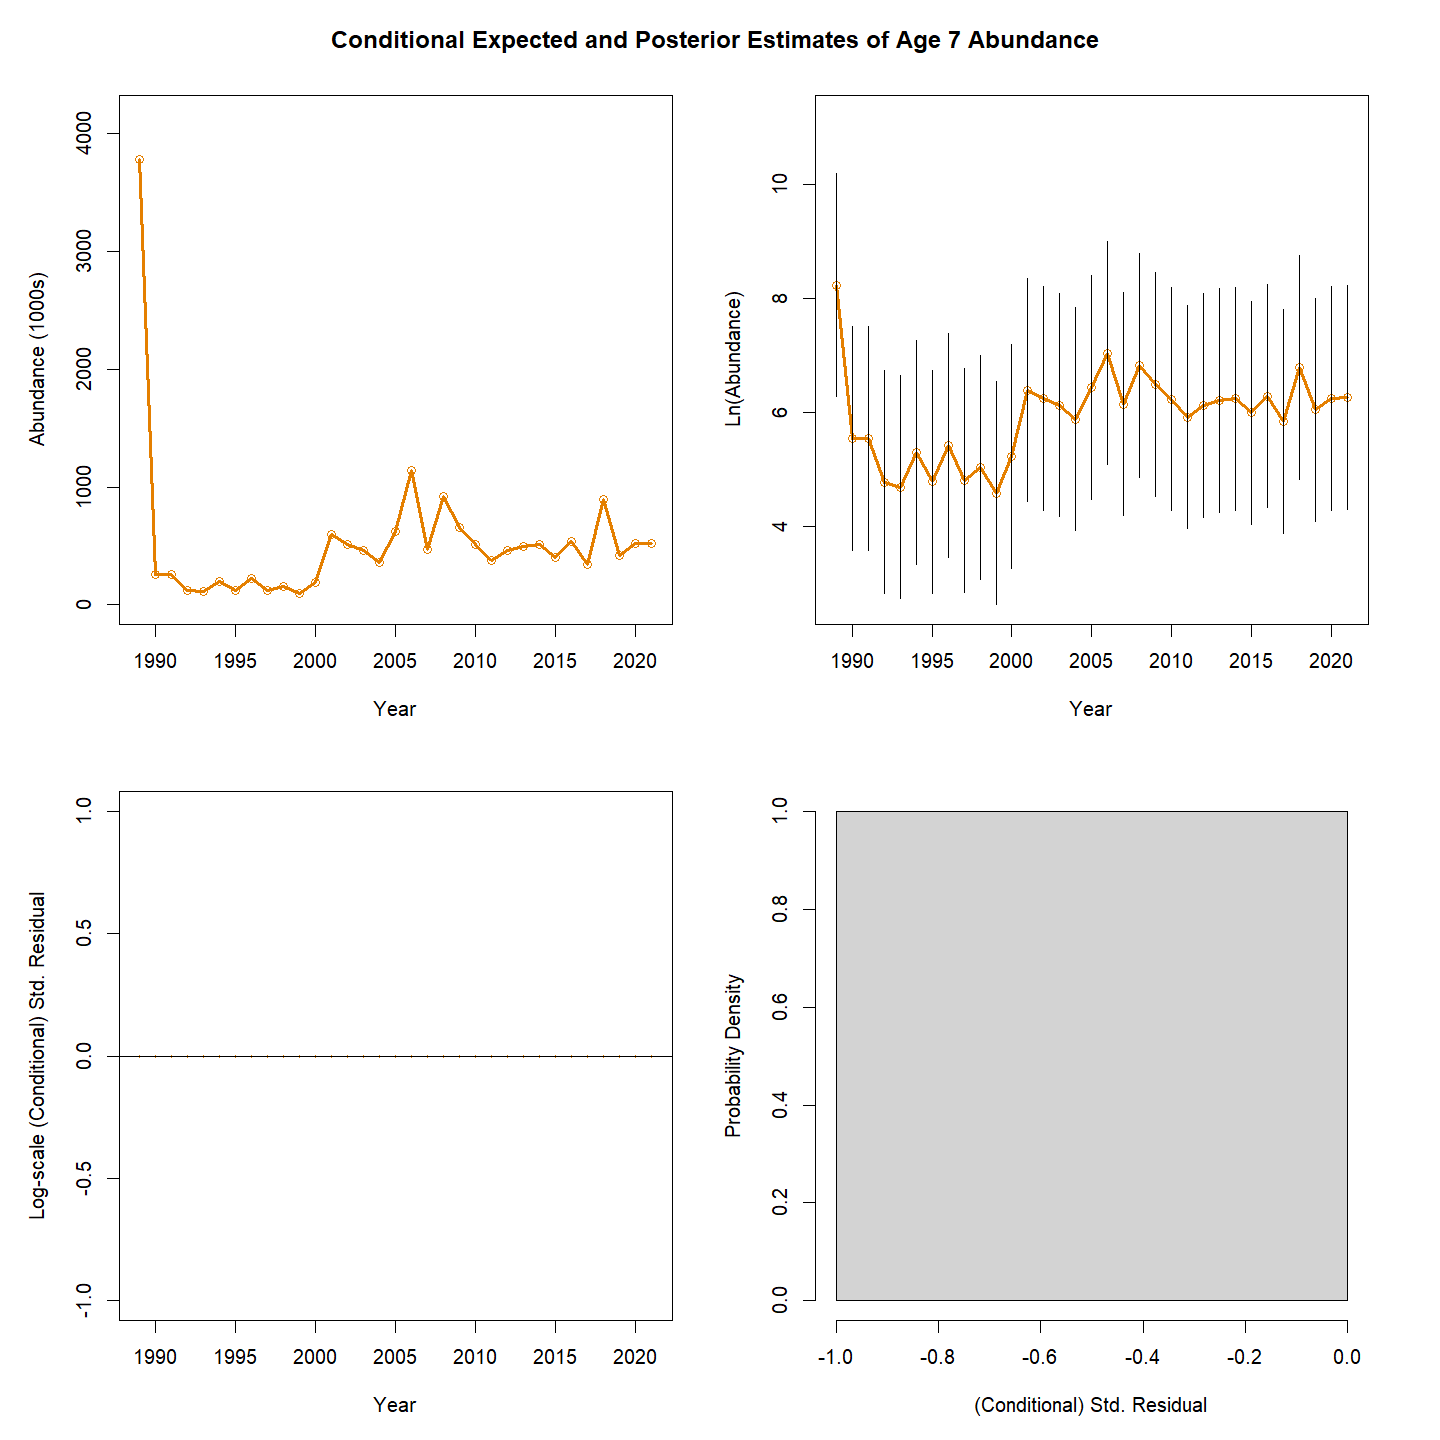 Conditional Expected and Posterior Estimates of Age 7 Abundance
Abundance (1000s)
4000
3000
2000
1000
0
1990 1995 2000 2005 2010 2015 2020
Year
Ln(Abundance)
10
8
6
4
1990 1995 2000 2005 2010 2015 2020
Year
Log-scale (Conditional) Std. Residual
1.0
0.5
0.0
-0.5
-1.0
1990 1995 2000 2005 2010 2015 2020
Year
Probability Density
1.0
0.8
0.6
0.4
0.2
0.0
-1.0 -0.8 -0.6 -0.4 -0.2 0.0
(Conditional) Std. Residual